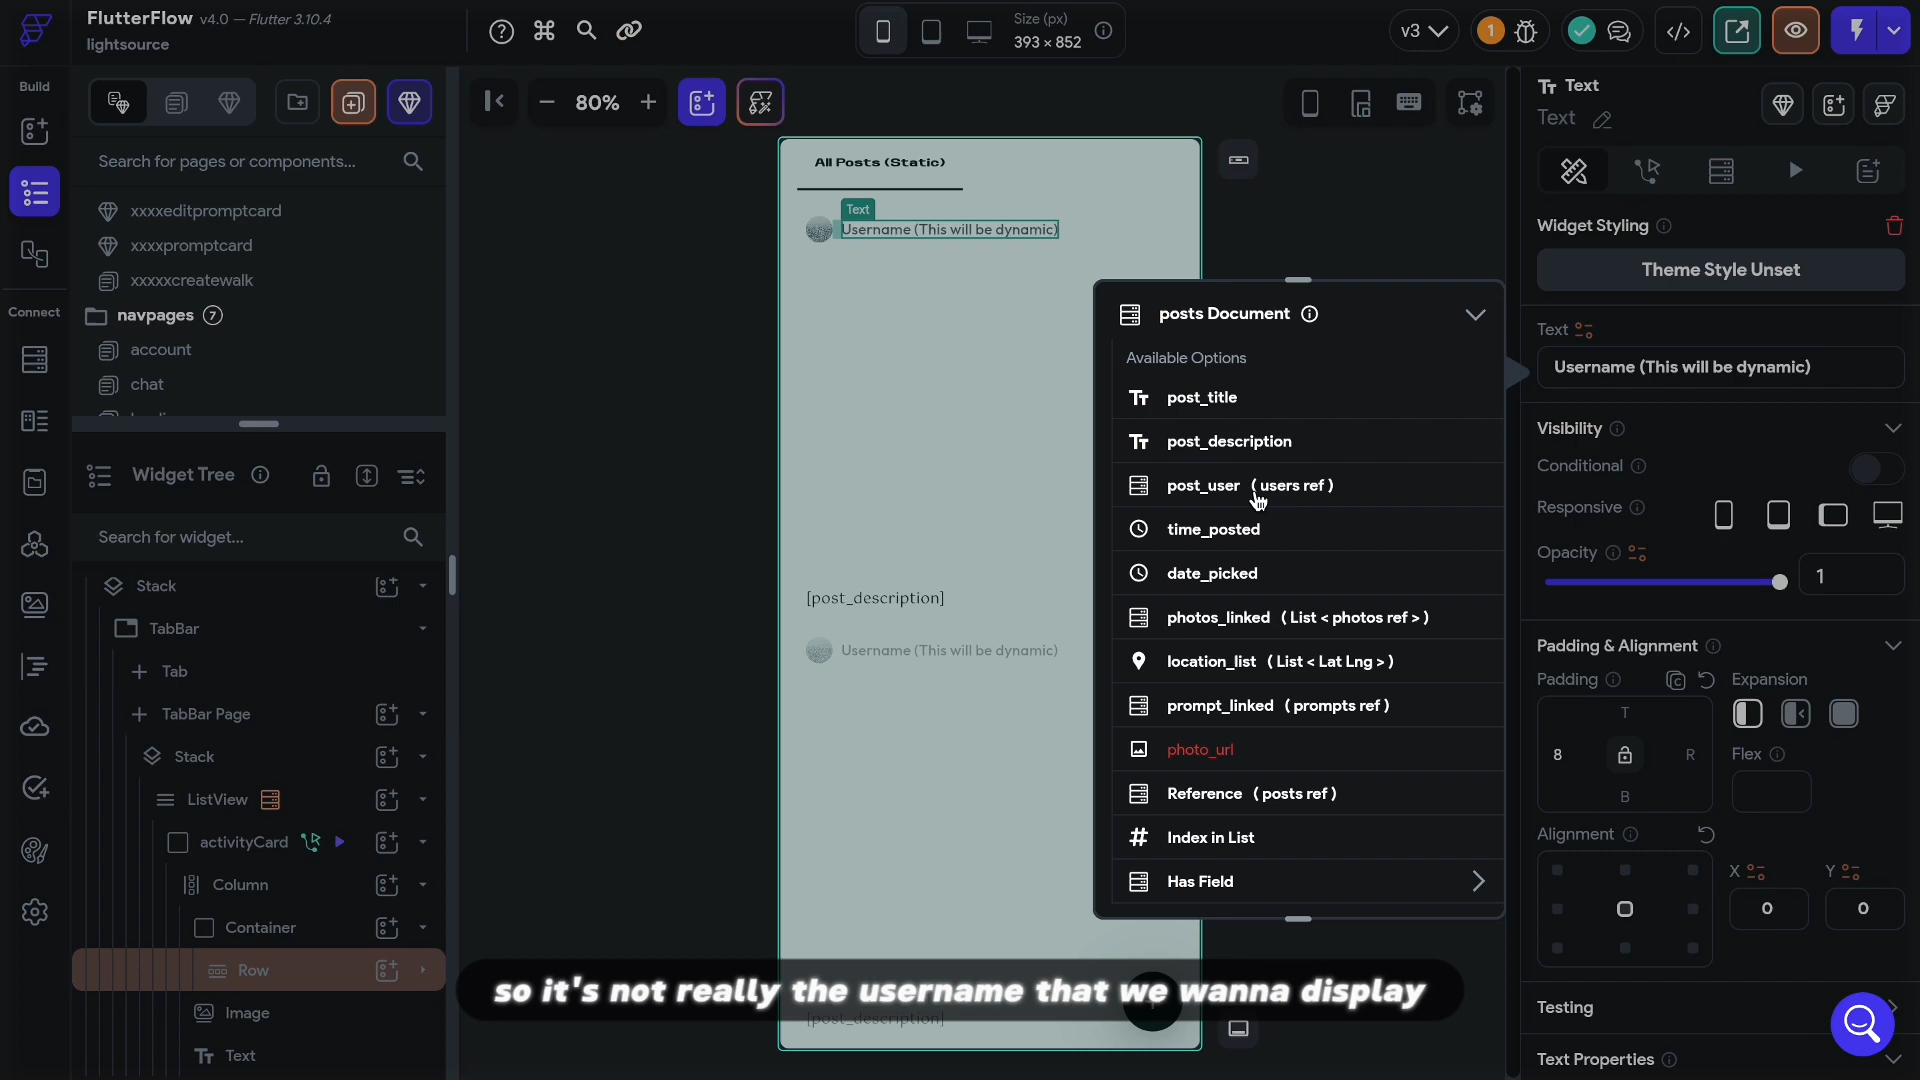 FlutterFlow v4.0 — Flutter 3.10.4
lightsource
Size (px)
393 × 852
v3
1
Build
Connect
80%
Search for pages or components...
xxxxeditpromptcard
xxxxpromptcard
xxxxxcreatewalk
navpages 7
account
chat
Widget Tree
Search for widget...
Stack
TabBar
Tab
TabBar Page
Stack
ListView
activityCard
Column
Container
Row
Image
Text
All Posts (Static)
Text
Username (This will be dynamic)
[post_description]
Username (This will be dynamic)
[post_description]
posts Document
Available Options
post_title
post_description
post_user ( users ref )
time_posted
date_picked
photos_linked ( List < photos ref > )
location_list ( List < Lat Lng > )
prompt_linked ( prompts ref )
photo_url
Reference ( posts ref )
Index in List
Has Field
so it's not really the username that we wanna display
Text
Text
Widget Styling
Theme Style Unset
Text
Username (This will be dynamic)
Visibility
Conditional
Responsive
Opacity
1
Padding & Alignment
Padding
Expansion
T
8
R
B
Flex
Alignment
X
Y
0
0
Testing
Text Properties